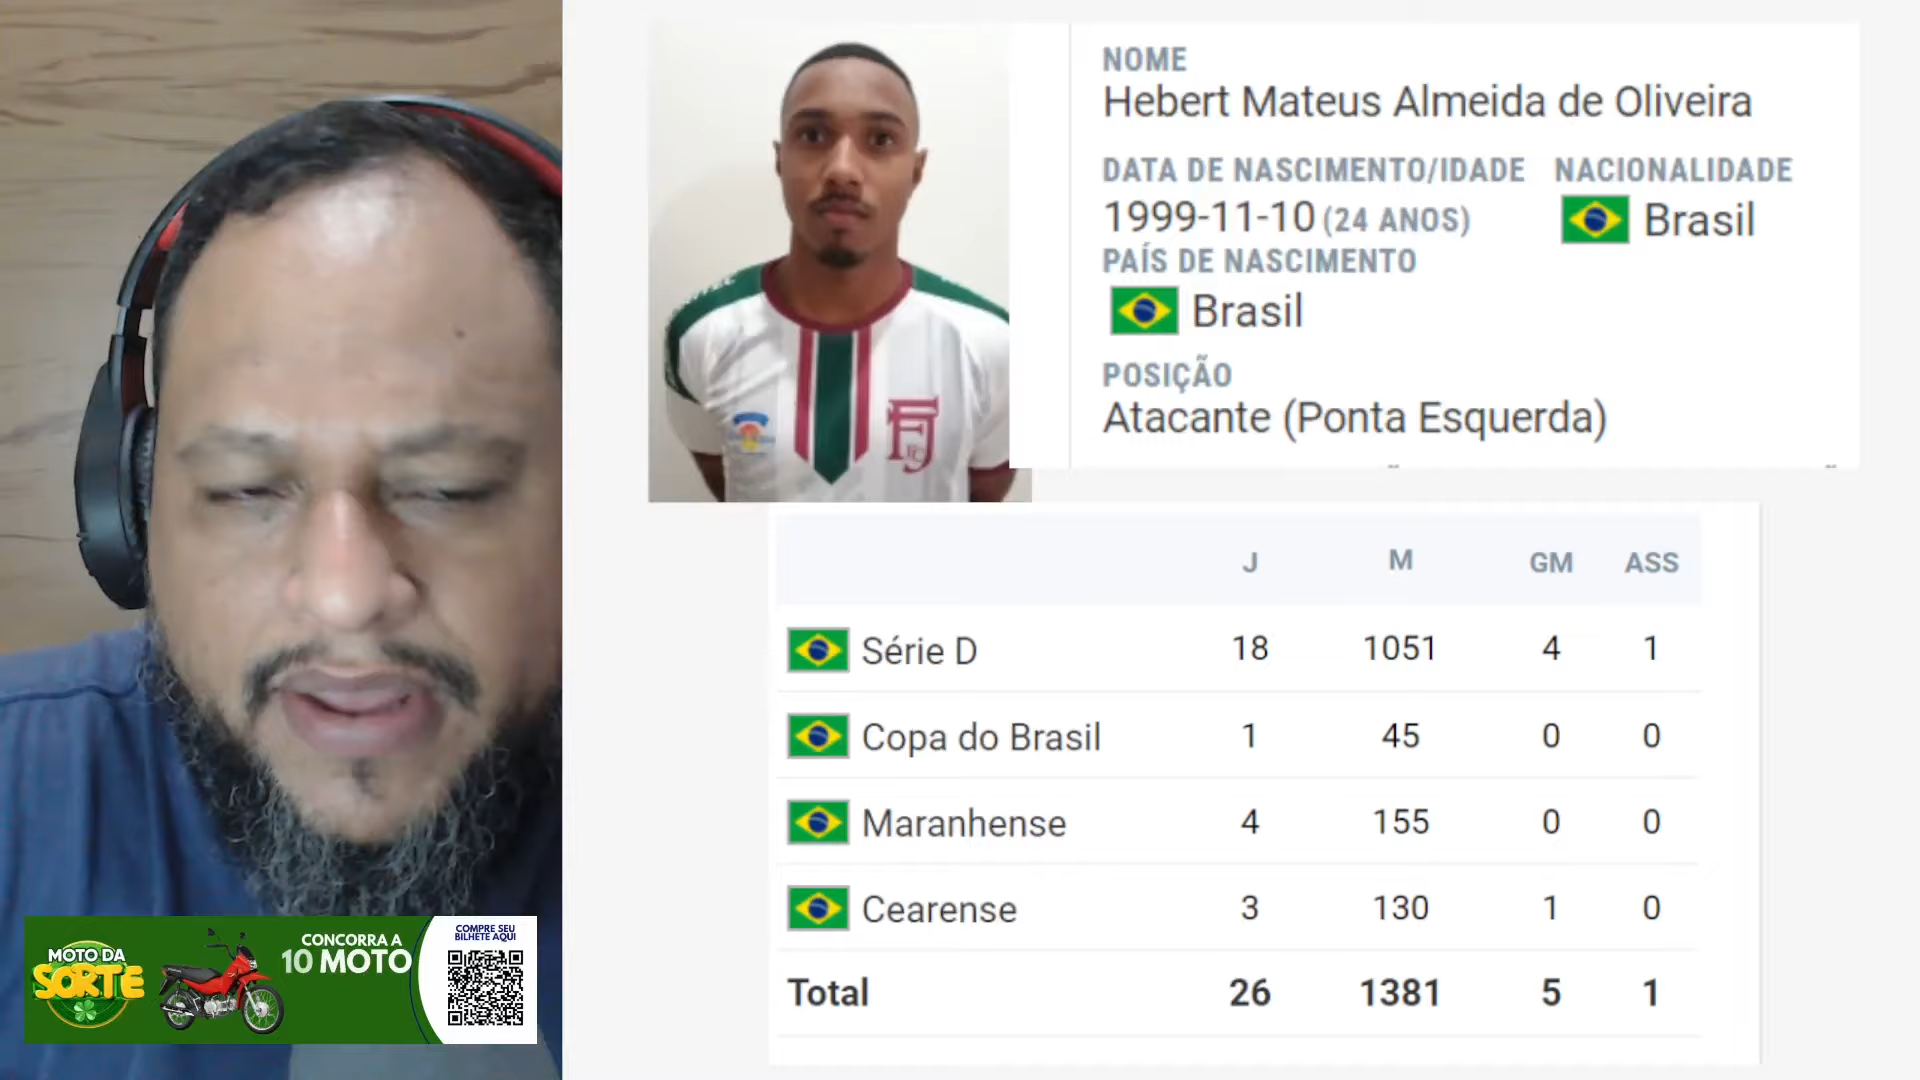 NOME
Hebert Mateus Almeida de Oliveira
DATA DE NASCIMENTO/IDADE NACIONALIDADE
1999-11-10 (24 ANOS) Brasil
PAÍS DE NASCIMENTO
Brasil
POSIÇÃO
Atacante (Ponta Esquerda)
J M GM ASS
Série D 18 1051 4 1
Copa do Brasil 1 45 0 0
Maranhense 4 155 0 0
Cearense 3 130 1 0
Total 26 1381 5 1
MOTO DA
SORTE
CONCORRA A
10 MOTO
COMPRE SEU
BILHETE AQUI